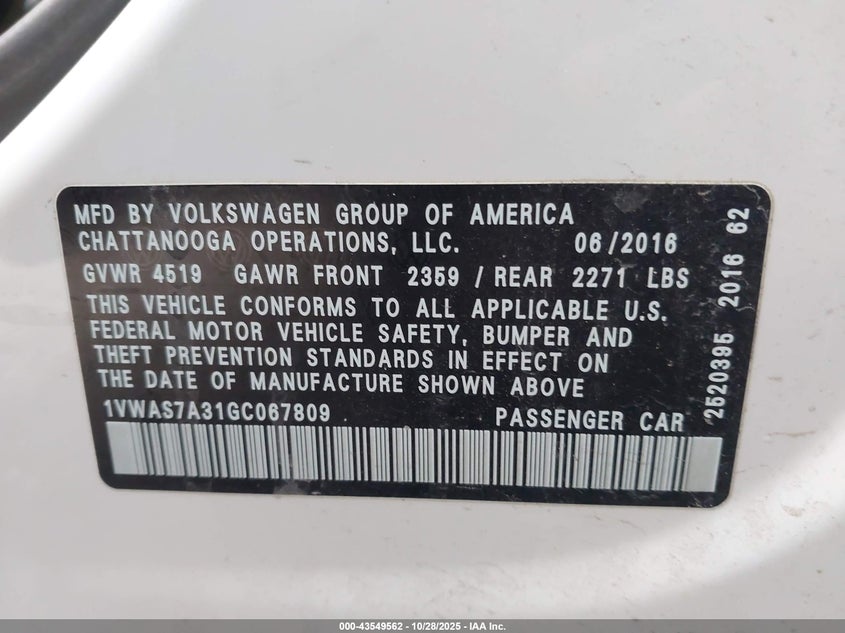 MFD BY VOLKSWAGEN GROUP OF AMERICA
CHATTANOOGA OPERATIONS, LLC. 06/2016
GVWR 4519 GAWR FRONT 2359 / REAR 2271 LBS
THIS VEHICLE CONFORMS TO ALL APPLICABLE U.S.
FEDERAL MOTOR VEHICLE SAFETY, BUMPER AND
THEFT PREVENTION STANDARDS IN EFFECT ON
THE DATE OF MANUFACTURE SHOWN ABOVE
1VWAS7A31GC067809 PASSENGER CAR
2520395 2016 62
000-43549562 | 10/28/2025 | IAA Inc.